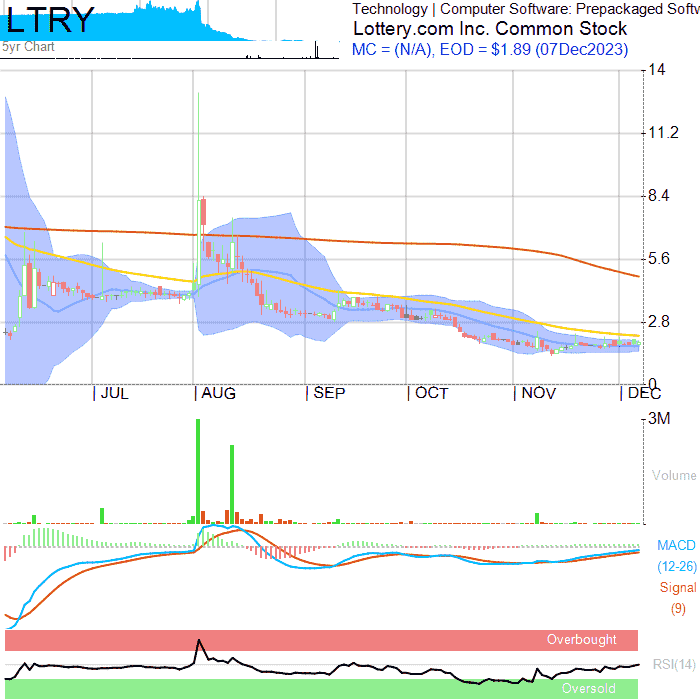 LTRY
5yr Chart
Technology | Computer Software: Prepackaged Softw
Lottery.com Inc. Common Stock
MC = (N/A), EOD = $1.89 (07Dec2023)
14
11.2
8.4
5.6
2.8
0
JUL
AUG
SEP
OCT
NOV
DEC
3M
Volume
MACD
(12-26)
Signal
(9)
Overbought
RSI(14)
Oversold